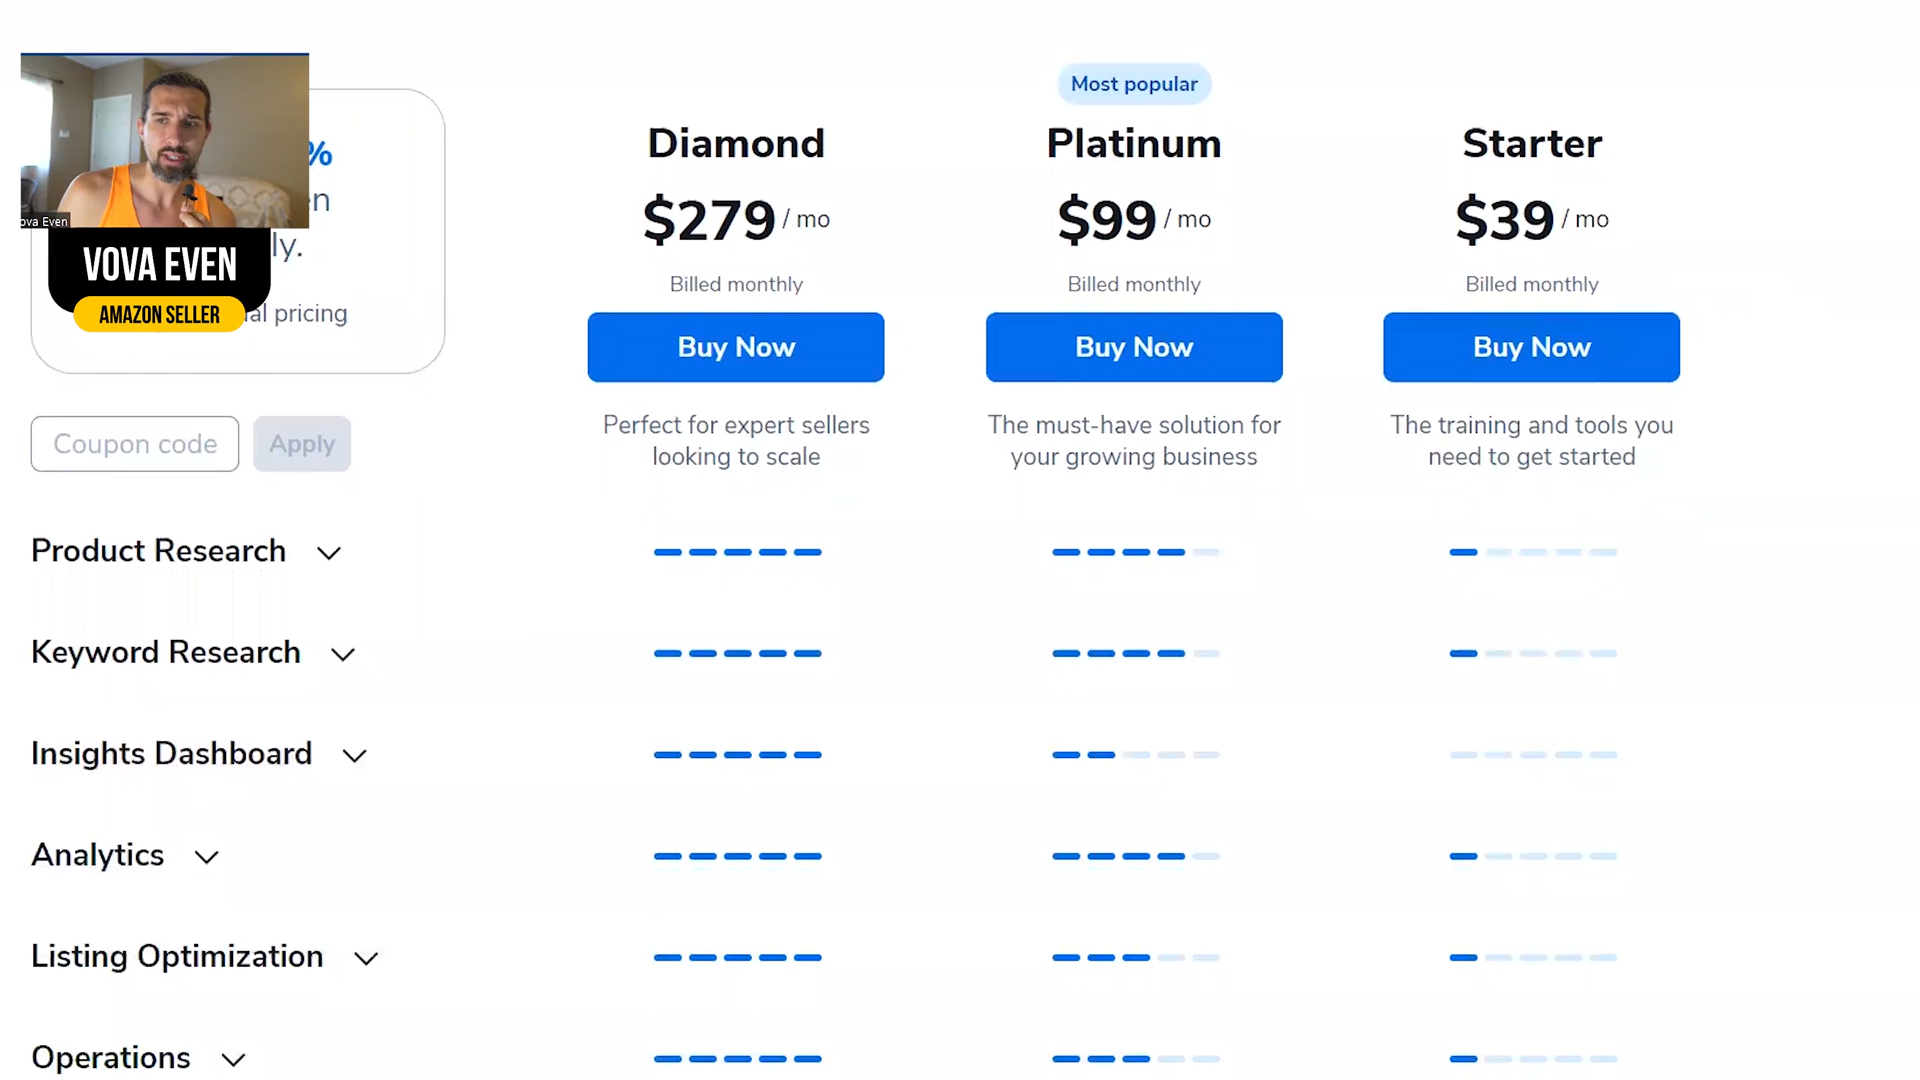 Most popular
Diamond
Platinum
Starter
$279 / mo
$99 / mo
$39 / mo
Billed monthly
Billed monthly
Billed monthly
Buy Now
Buy Now
Buy Now
Perfect for expert sellers
looking to scale
The must-have solution for
your growing business
The training and tools you
need to get started
%
Even
ly.
VOVA EVEN
AMAZON SELLER
pricing
Coupon code
Apply
Product Research
Keyword Research
Insights Dashboard
Analytics
Listing Optimization
Operations